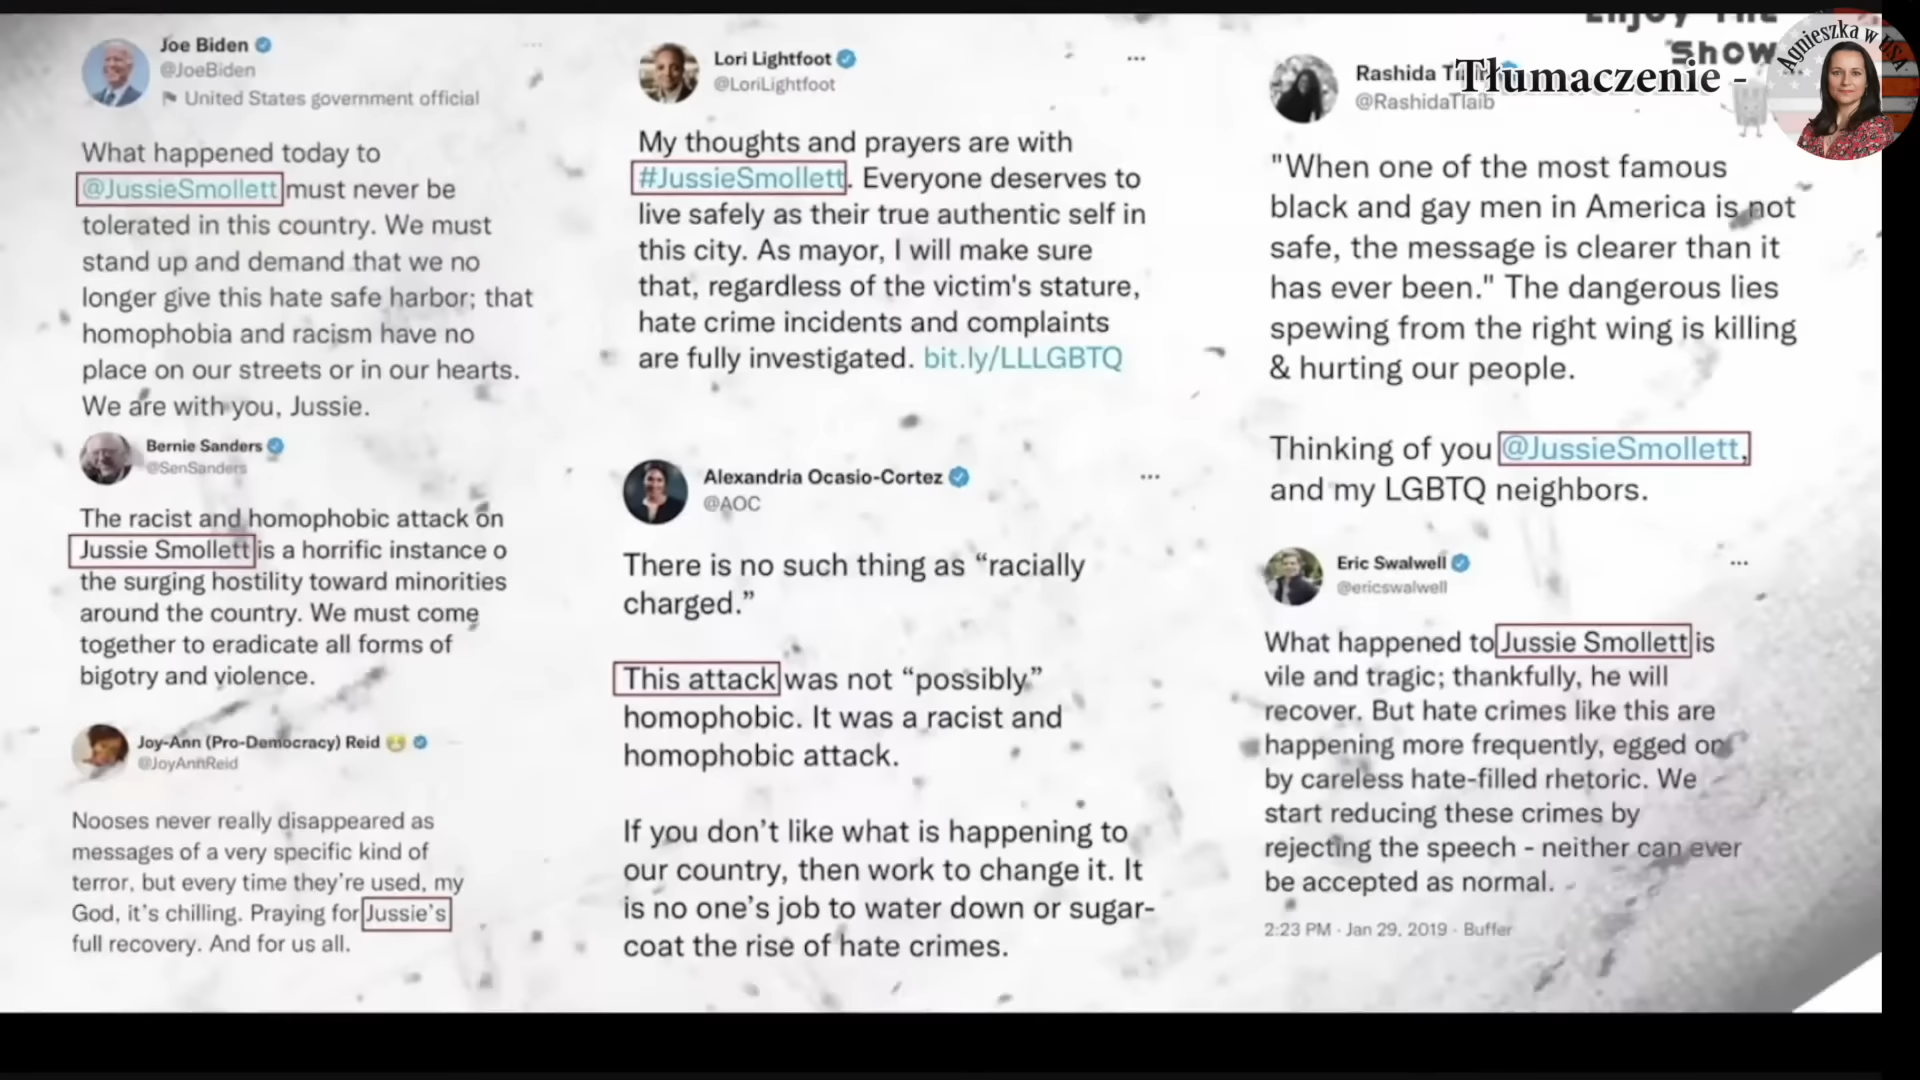 Joe Biden
@JoeBiden
United States government official
What happened today to
@JussieSmollett must never be
tolerated in this country. We must
stand up and demand that we no
longer give this hate safe harbor; that
homophobia and racism have no
place on our streets or in our hearts.
We are with you, Jussie.
Bernie Sanders
@SenSanders
The racist and homophobic attack on
Jussie Smollett is a horrific instance o
the surging hostility toward minorities
around the country. We must come
together to eradicate all forms of
bigotry and violence.
Joy-Ann (Pro-Democracy) Reid
@JoyAnnReid
Nooses never really disappeared as
messages of a very specific kind of
terror, but every time they're used, my
God, it's chilling. Praying for Jussie's
full recovery. And for us all.
Lori Lightfoot
@LoriLightfoot
My thoughts and prayers are with
#JussieSmollett. Everyone deserves to
live safely as their true authentic self in
this city. As mayor, I will make sure
that, regardless of the victim's stature,
hate crime incidents and complaints
are fully investigated. bit.ly/LLLGBTQ
Alexandria Ocasio-Cortez
@AOC
There is no such thing as “racially
charged.”
This attack was not “possibly”
homophobic. It was a racist and
homophobic attack.
If you don’t like what is happening to
our country, then work to change it. It
is no one’s job to water down or sugar-
coat the rise of hate crimes.
Enjoy The
Show
Tłumaczenie -
Agnieszka w USA
Rashida
@RashidaTlaib
"When one of the most famous
black and gay men in America is not
safe, the message is clearer than it
has ever been." The dangerous lies
spewing from the right wing is killing
& hurting our people.
Thinking of you @JussieSmollett,
and my LGBTQ neighbors.
Eric Swalwell
@ericswalwell
What happened to Jussie Smollett is
vile and tragic; thankfully, he will
recover. But hate crimes like this are
happening more frequently, egged on
by careless hate-filled rhetoric. We
start reducing these crimes by
rejecting the speech - neither can ever
be accepted as normal.
2:23 PM · Jan 29, 2019 · Buffer